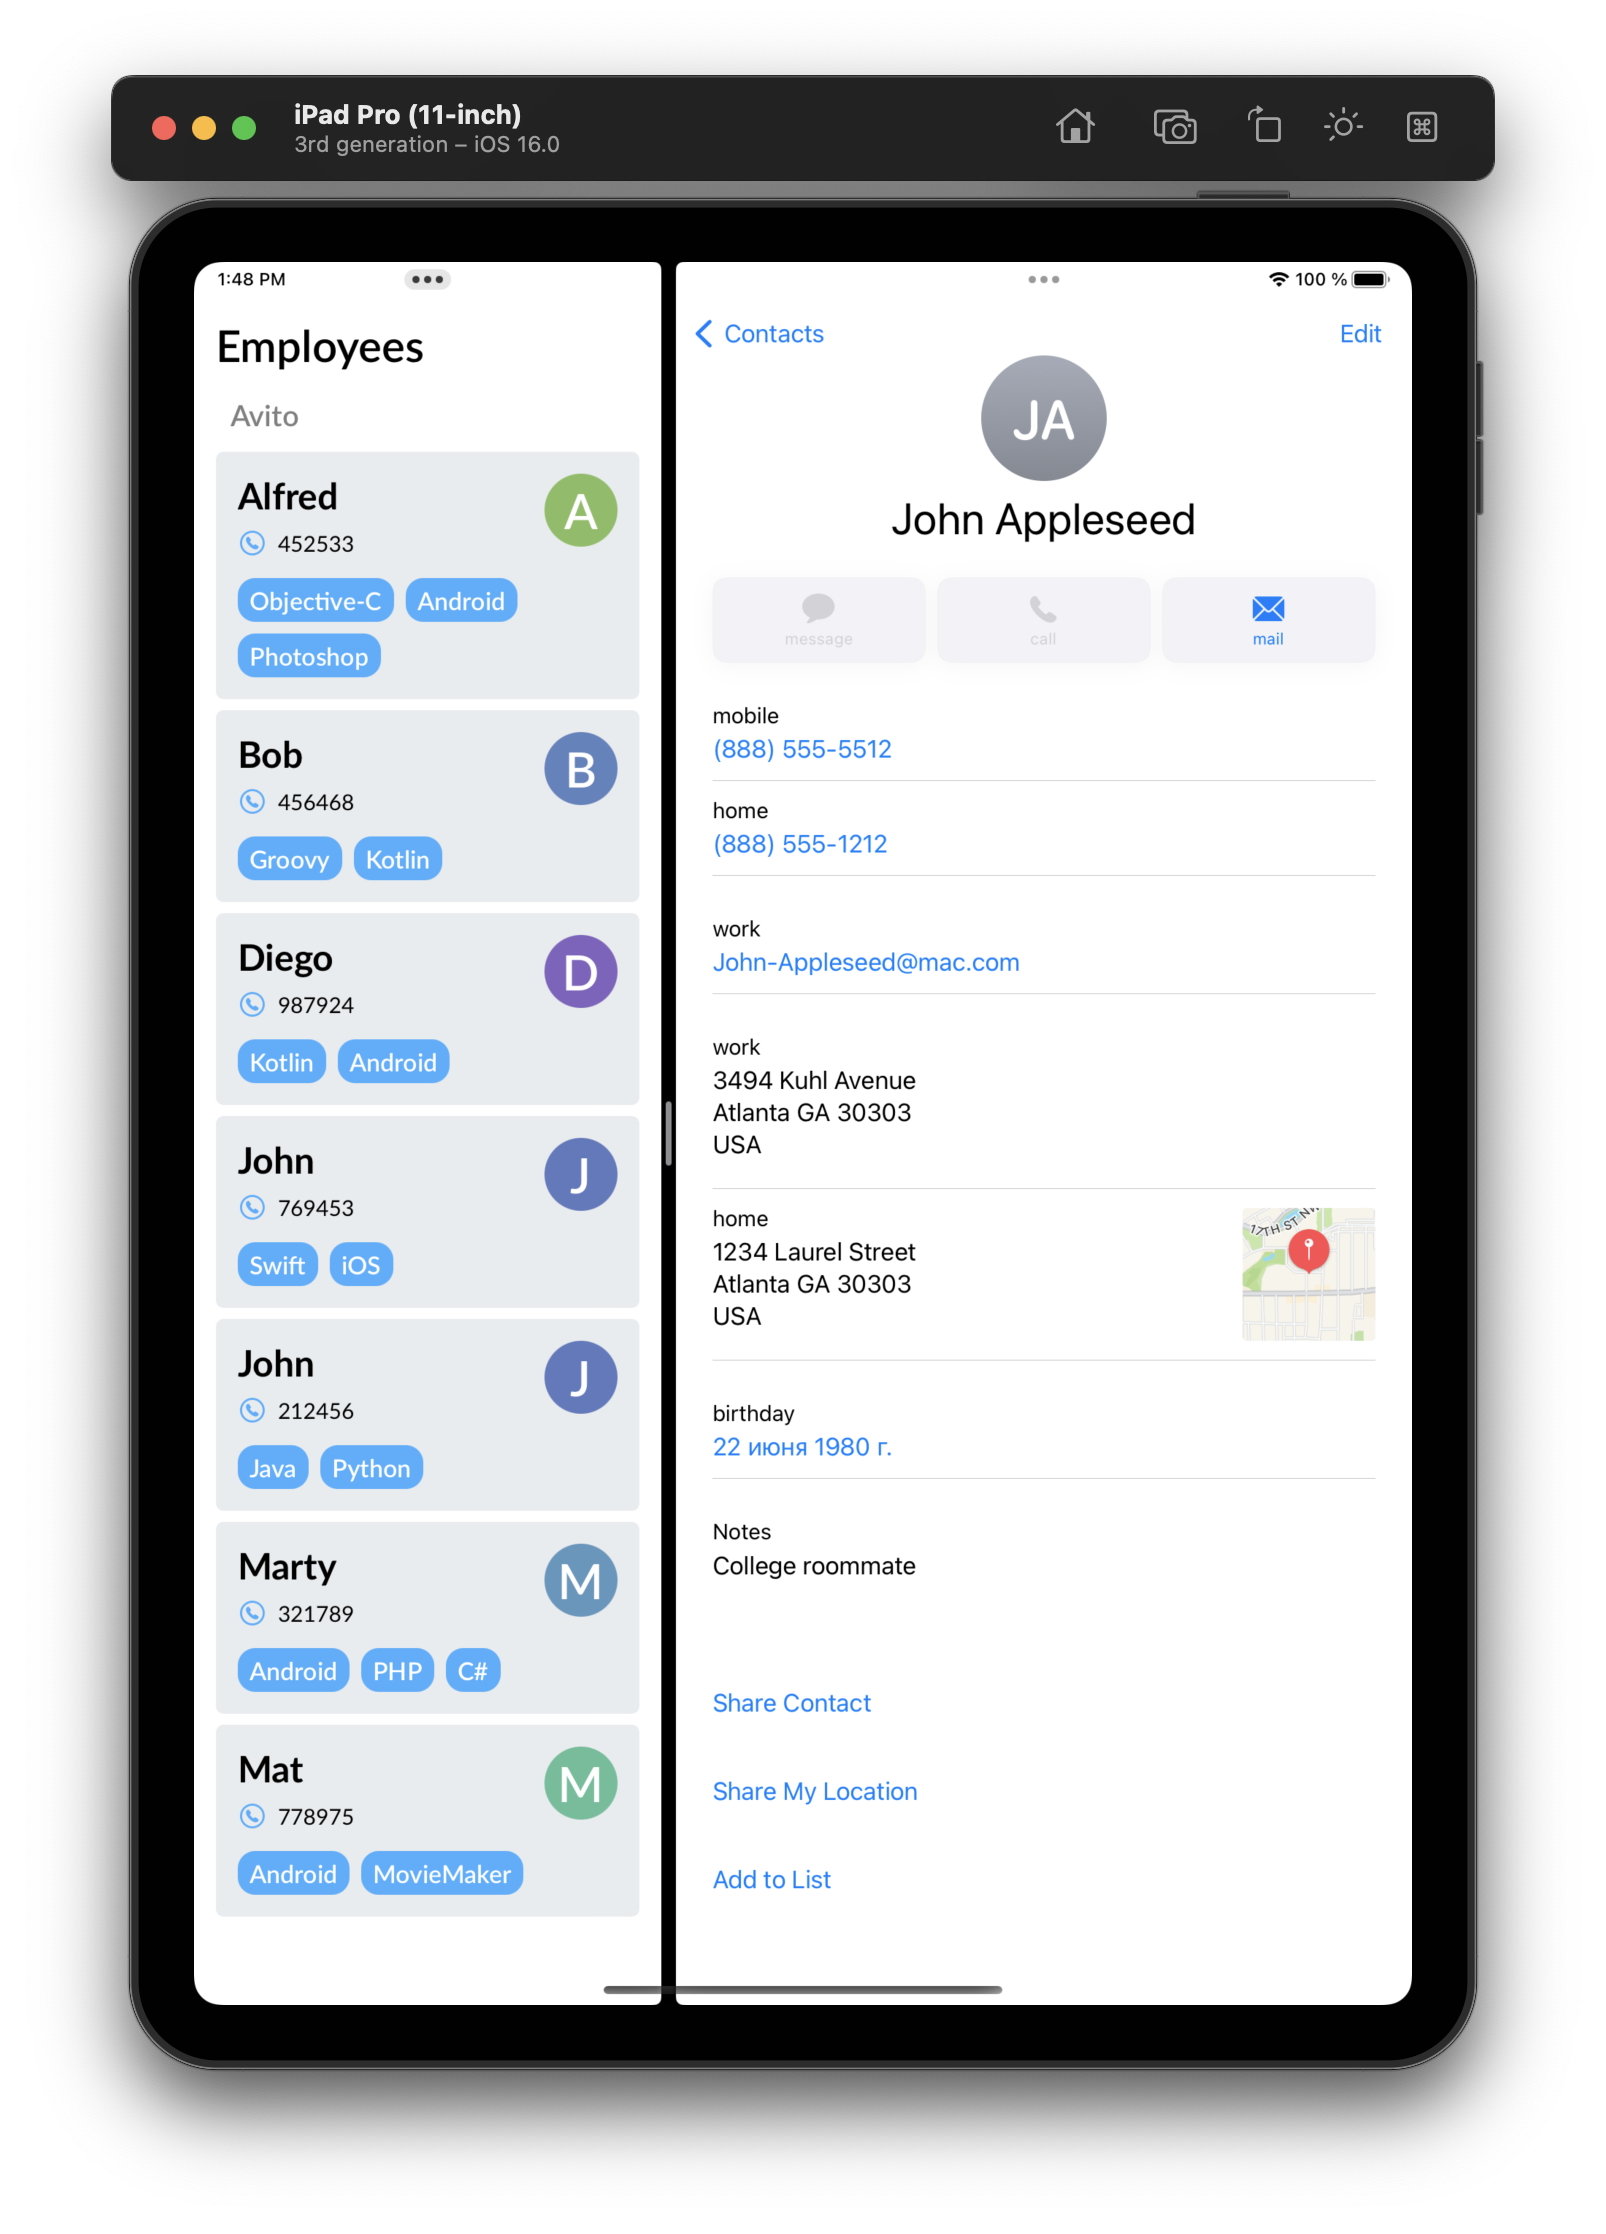 iPad Pro (11-inch)
3rd generation – iOS 16.0
1:48 PM
Employees
Avito
Alfred
A
452533
Objective-C Android
Photoshop
Bob
B
456468
Groovy Kotlin
Diego
D
987924
Kotlin Android
John
J
769453
Swift iOS
John
J
212456
Java Python
Marty
M
321789
Android PHP C#
Mat
M
778975
Android MovieMaker
100 %
Contacts
Edit
JA
John Appleseed
message call mail
mobile
(888) 555-5512
home
(888) 555-1212
work
John-Appleseed@mac.com
work
3494 Kuhl Avenue
Atlanta GA 30303
USA
home
1234 Laurel Street
Atlanta GA 30303
USA
17TH ST NW
birthday
22 июня 1980 г.
Notes
College roommate
Share Contact
Share My Location
Add to List